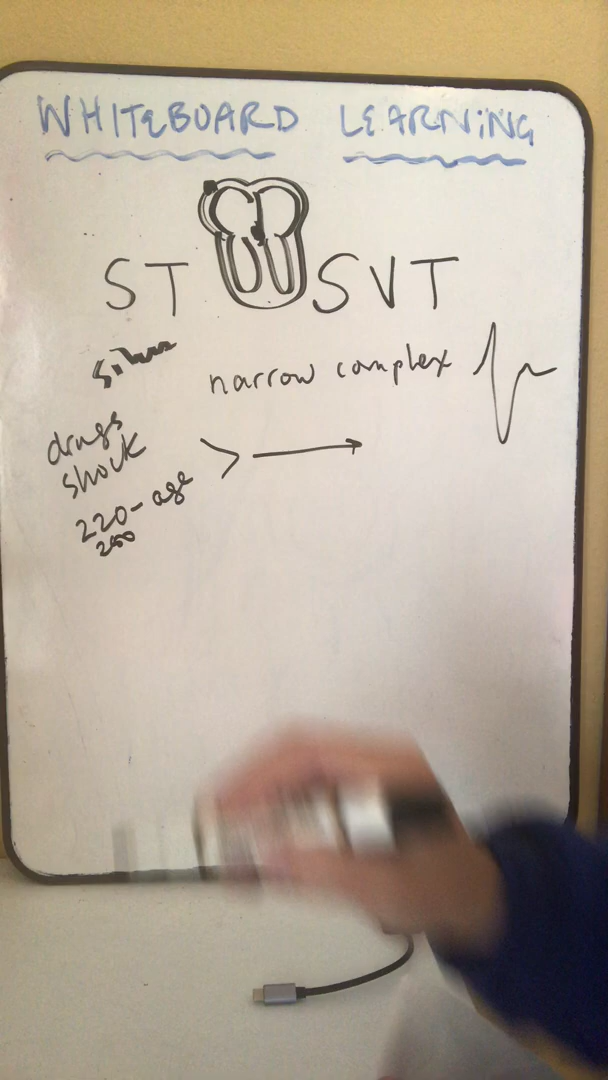 WHITEBOARD LEARNING
ST SVT
narrow complex
drugs
shock
220-age